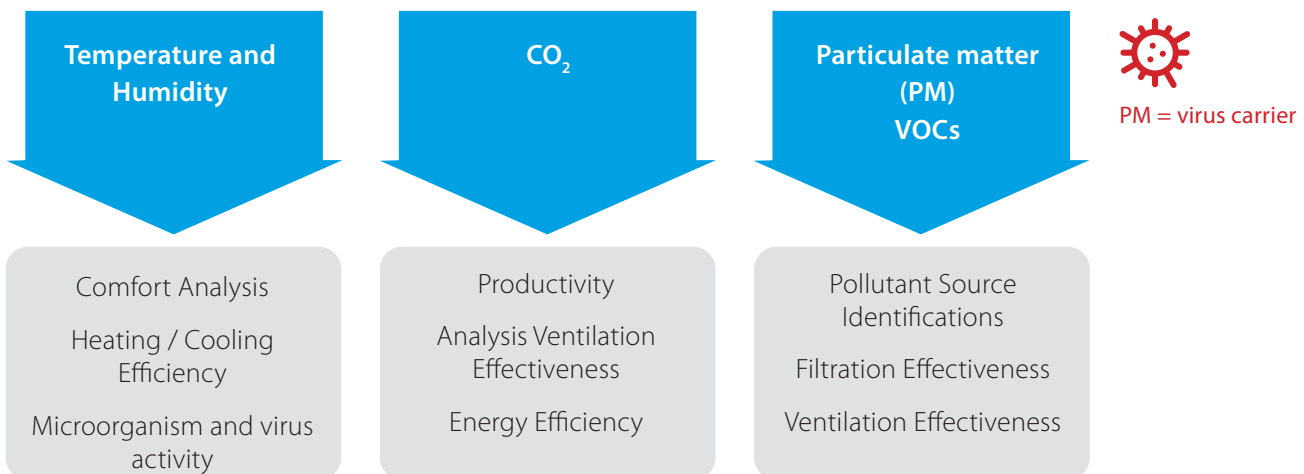 Temperature and
Humidity
CO₂
Particulate matter
(PM)
VOCs
PM = virus carrier
Comfort Analysis
Heating / Cooling
Efficiency
Microorganism and virus
activity
Productivity
Analysis Ventilation
Effectiveness
Energy Efficiency
Pollutant Source
Identifications
Filtration Effectiveness
Ventilation Effectiveness